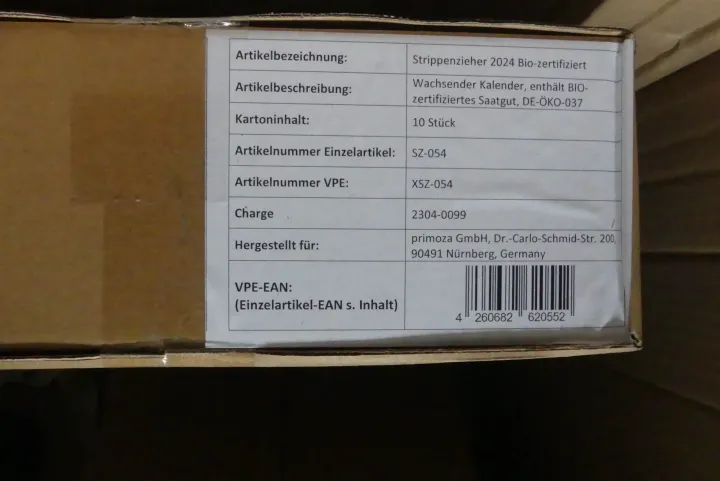 Artikelbezeichnung: Strippenzieher 2024 Bio-zertifiziert
Artikelbeschreibung: Wachsender Kalender, enthält BIO-
zertifiziertes Saatgut, DE-ÖKO-037
Kartoninhalt: 10 Stück
Artikelnummer Einzelartikel: SZ-054
Artikelnummer VPE: XSZ-054
Charge 2304-0099
Hergestellt für: primoza GmbH, Dr.-Carlo-Schmid-Str. 200,
90491 Nürnberg, Germany
VPE-EAN:
(Einzelartikel-EAN s. Inhalt)
4 260682 620552